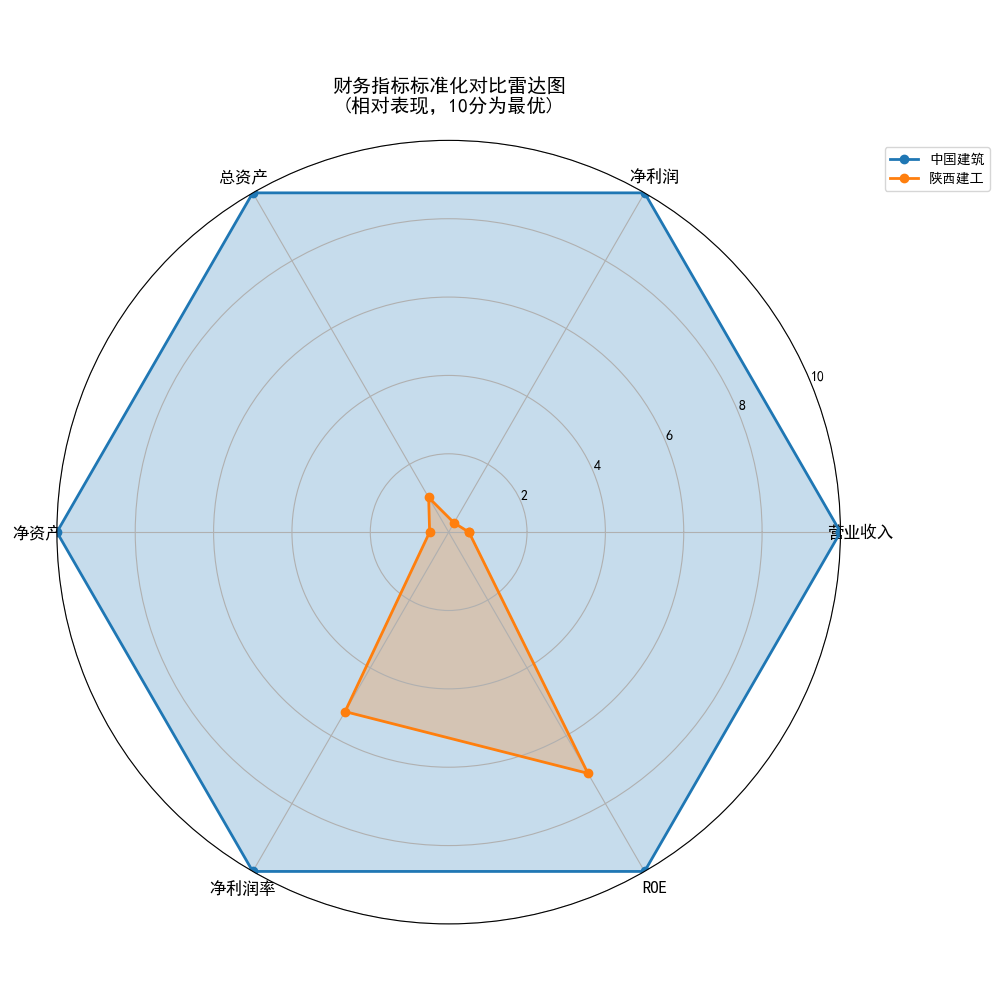 财务指标标准化对比雷达图
(相对表现，10分为最优)
中国建筑
陕西建工
总资产
净利润
10
8
6
4
2
净资产
营业收入
净利润率
ROE